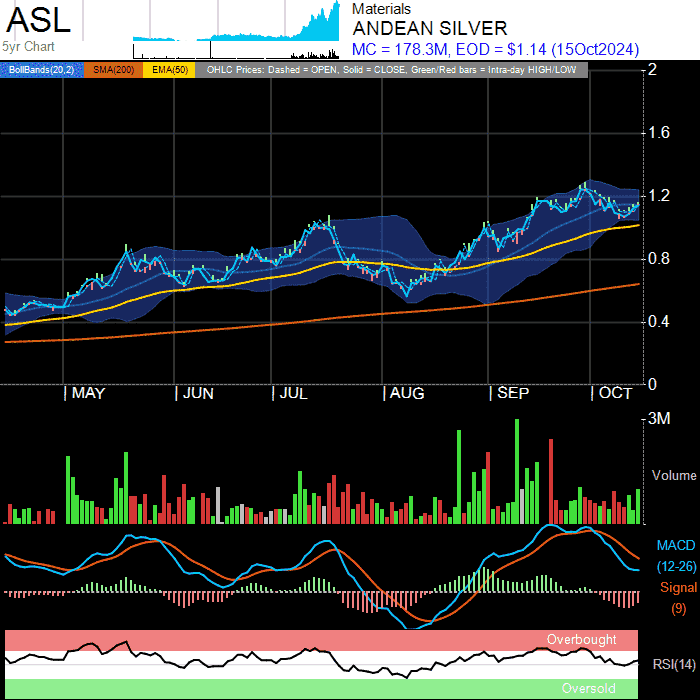 ASL
5yr Chart
Materials
ANDEAN SILVER
MC = 178.3M, EOD = $1.14 (15Oct2024)
BollBands(20,2) SMA(200) EMA(50) OHLC Prices: Dashed = OPEN, Solid = CLOSE, Green/Red bars = Intra-day HIGH/LOW
2
1.6
1.2
0.8
0.4
0
| MAY | JUN | JUL | AUG | SEP | OCT
3M
Volume
MACD
(12-26)
Signal
(9)
Overbought
RSI(14)
Oversold